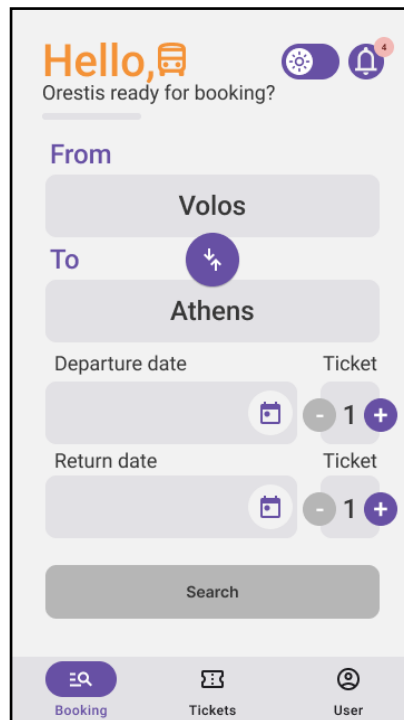 Hello,
4
Orestis ready for booking?
From
Volos
To
Athens
Departure date Ticket
- 1 +
Return date Ticket
- 1 +
Search
Booking Tickets User